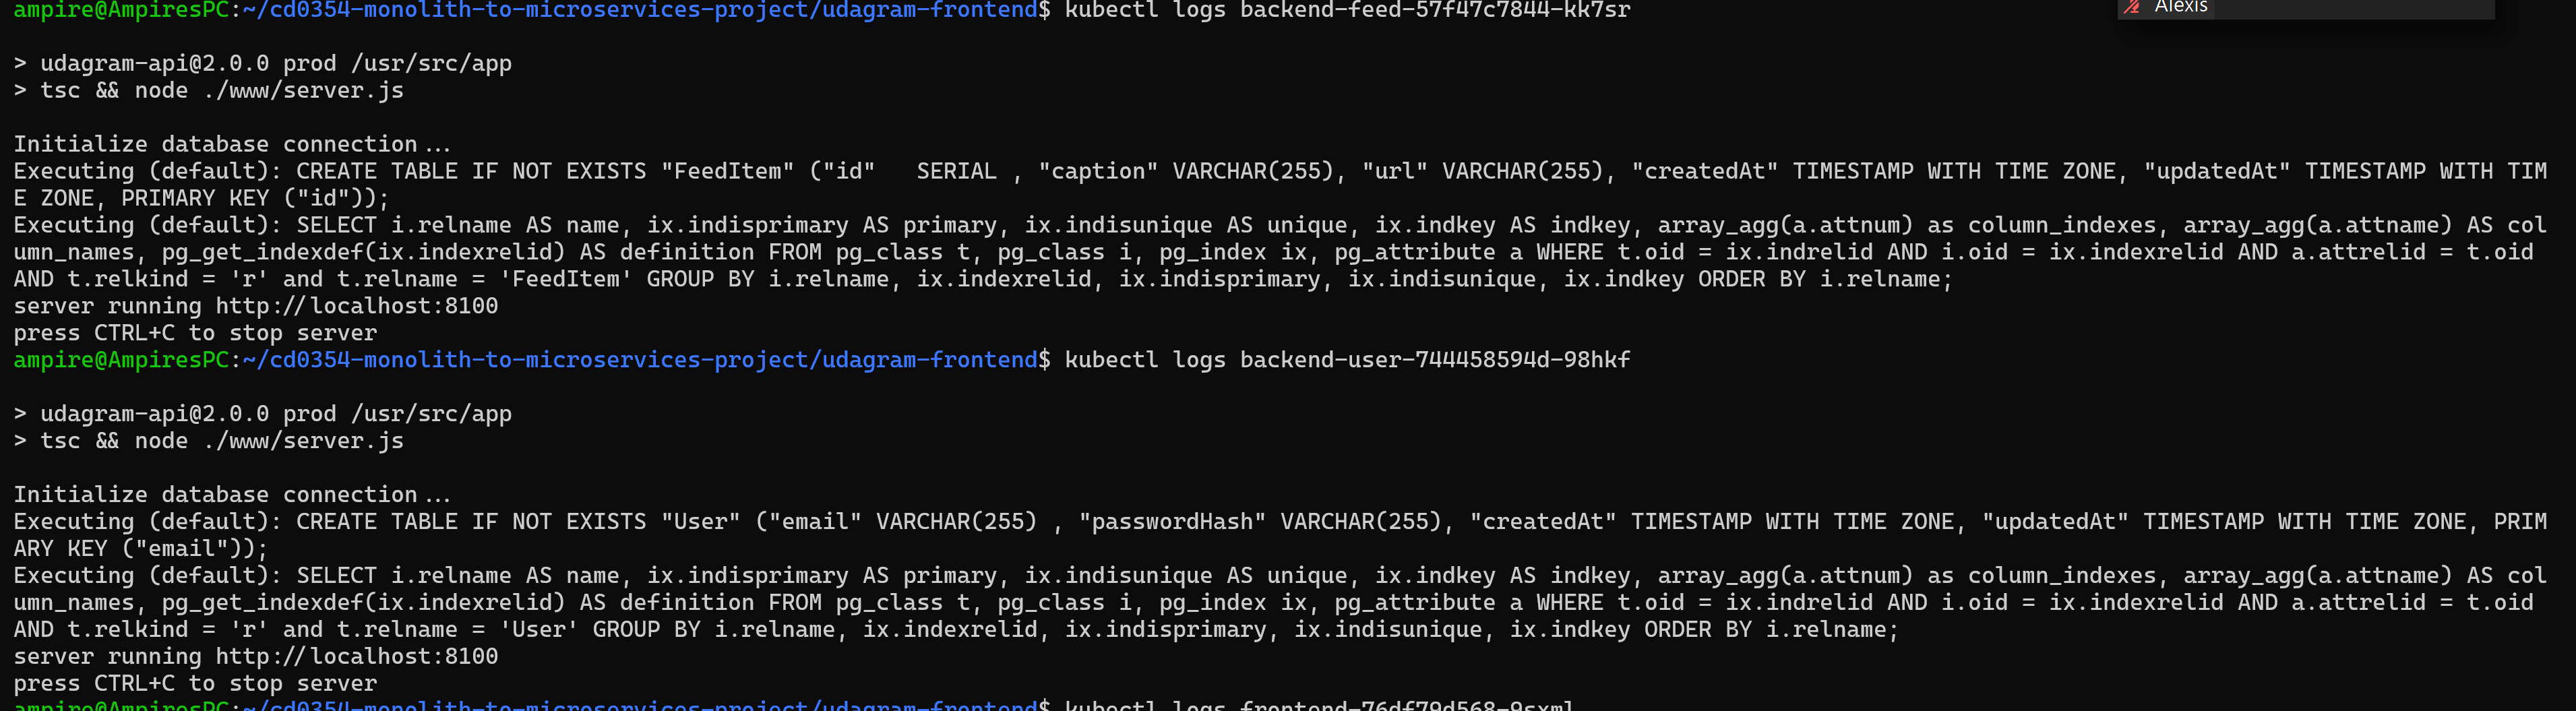 ampire@AmpiresPC:~/cd0354-monolith-to-microservices-project/udagram-frontend$ kubectl logs backend-feed-57f47c7844-kk7sr
Alexis
> udagram-api@2.0.0 prod /usr/src/app
> tsc && node ./www/server.js
Initialize database connection...
Executing (default): CREATE TABLE IF NOT EXISTS "FeedItem" ("id"   SERIAL , "caption" VARCHAR(255), "url" VARCHAR(255), "createdAt" TIMESTAMP WITH TIME ZONE, "updatedAt" TIMESTAMP WITH TIM
E ZONE, PRIMARY KEY ("id"));
Executing (default): SELECT i.relname AS name, ix.indisprimary AS primary, ix.indisunique AS unique, ix.indkey AS indkey, array_agg(a.attnum) as column_indexes, array_agg(a.attname) AS col
umn_names, pg_get_indexdef(ix.indexrelid) AS definition FROM pg_class t, pg_class i, pg_index ix, pg_attribute a WHERE t.oid = ix.indrelid AND i.oid = ix.indexrelid AND a.attrelid = t.oid
AND t.relkind = 'r' and t.relname = 'FeedItem' GROUP BY i.relname, ix.indexrelid, ix.indisprimary, ix.indisunique, ix.indkey ORDER BY i.relname;
server running http://localhost:8100
press CTRL+C to stop server
ampire@AmpiresPC:~/cd0354-monolith-to-microservices-project/udagram-frontend$ kubectl logs backend-user-744458594d-98hkf
> udagram-api@2.0.0 prod /usr/src/app
> tsc && node ./www/server.js
Initialize database connection...
Executing (default): CREATE TABLE IF NOT EXISTS "User" ("email" VARCHAR(255) , "passwordHash" VARCHAR(255), "createdAt" TIMESTAMP WITH TIME ZONE, "updatedAt" TIMESTAMP WITH TIME ZONE, PRIM
ARY KEY ("email"));
Executing (default): SELECT i.relname AS name, ix.indisprimary AS primary, ix.indisunique AS unique, ix.indkey AS indkey, array_agg(a.attnum) as column_indexes, array_agg(a.attname) AS col
umn_names, pg_get_indexdef(ix.indexrelid) AS definition FROM pg_class t, pg_class i, pg_index ix, pg_attribute a WHERE t.oid = ix.indrelid AND i.oid = ix.indexrelid AND a.attrelid = t.oid
AND t.relkind = 'r' and t.relname = 'User' GROUP BY i.relname, ix.indexrelid, ix.indisprimary, ix.indisunique, ix.indkey ORDER BY i.relname;
server running http://localhost:8100
press CTRL+C to stop server
ampire@AmpiresPC:~/cd0354-monolith-to-microservices-project/udagram-frontend$ kubectl logs frontend-76df79d568-9sxml